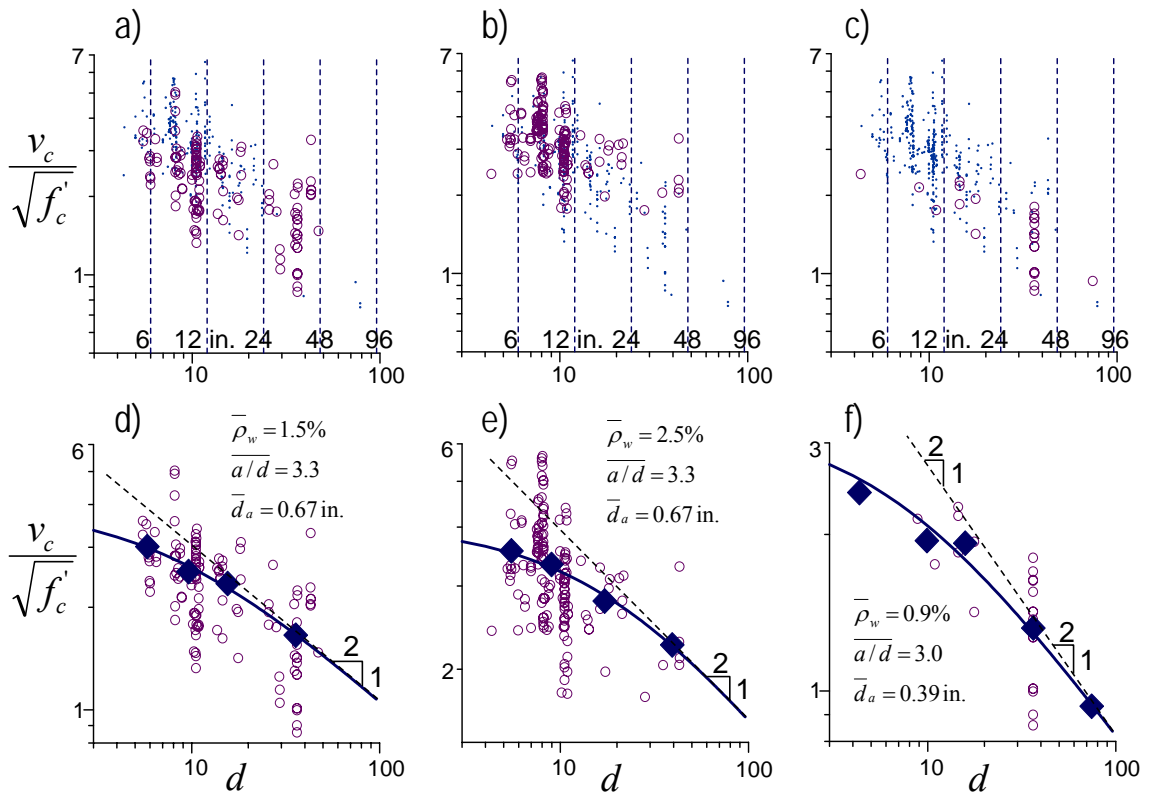 a) b) c)
7 7 7
v_c / √f'_c
1 1 1
6 12 in. 24 48 96 6 12 in. 24 48 96 6 12 in. 24 48 96
10 100 10 100 10 100
d) e) f)
6 6 3
ρ̅_w = 1.5% ρ̅_w = 2.5%
a/d = 3.3 a/d = 3.3
d̅_a = 0.67 in. d̅_a = 0.67 in.
2 1
v_c / √f'_c
ρ̅_w = 0.9%
a/d = 3.0
d̅_a = 0.39 in.
2 1 2 1 2 1
1 2 1
10 100 10 100 10 100
d d d